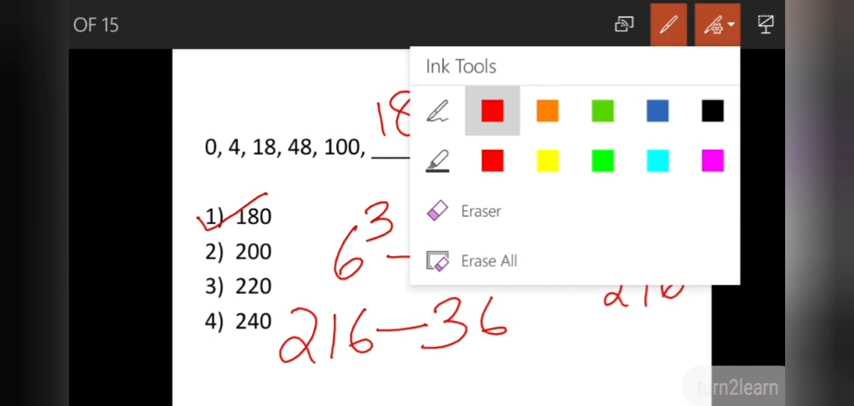 OF 15
Ink Tools
18
0, 4, 18, 48, 100, ___
1) 180
2) 200
3) 220
4) 240
Eraser
Erase All
6³ –
216
216 – 36
turn2learn